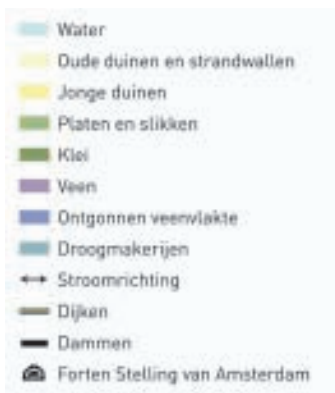 Water
Oude duinen en strandwallen
Jonge duinen
Platen en slikken
Klei
Veen
Ontgonnen veenvlakte
Droogmakerijen
Stroomrichting
Dijken
Dammen
Forten Stelling van Amsterdam